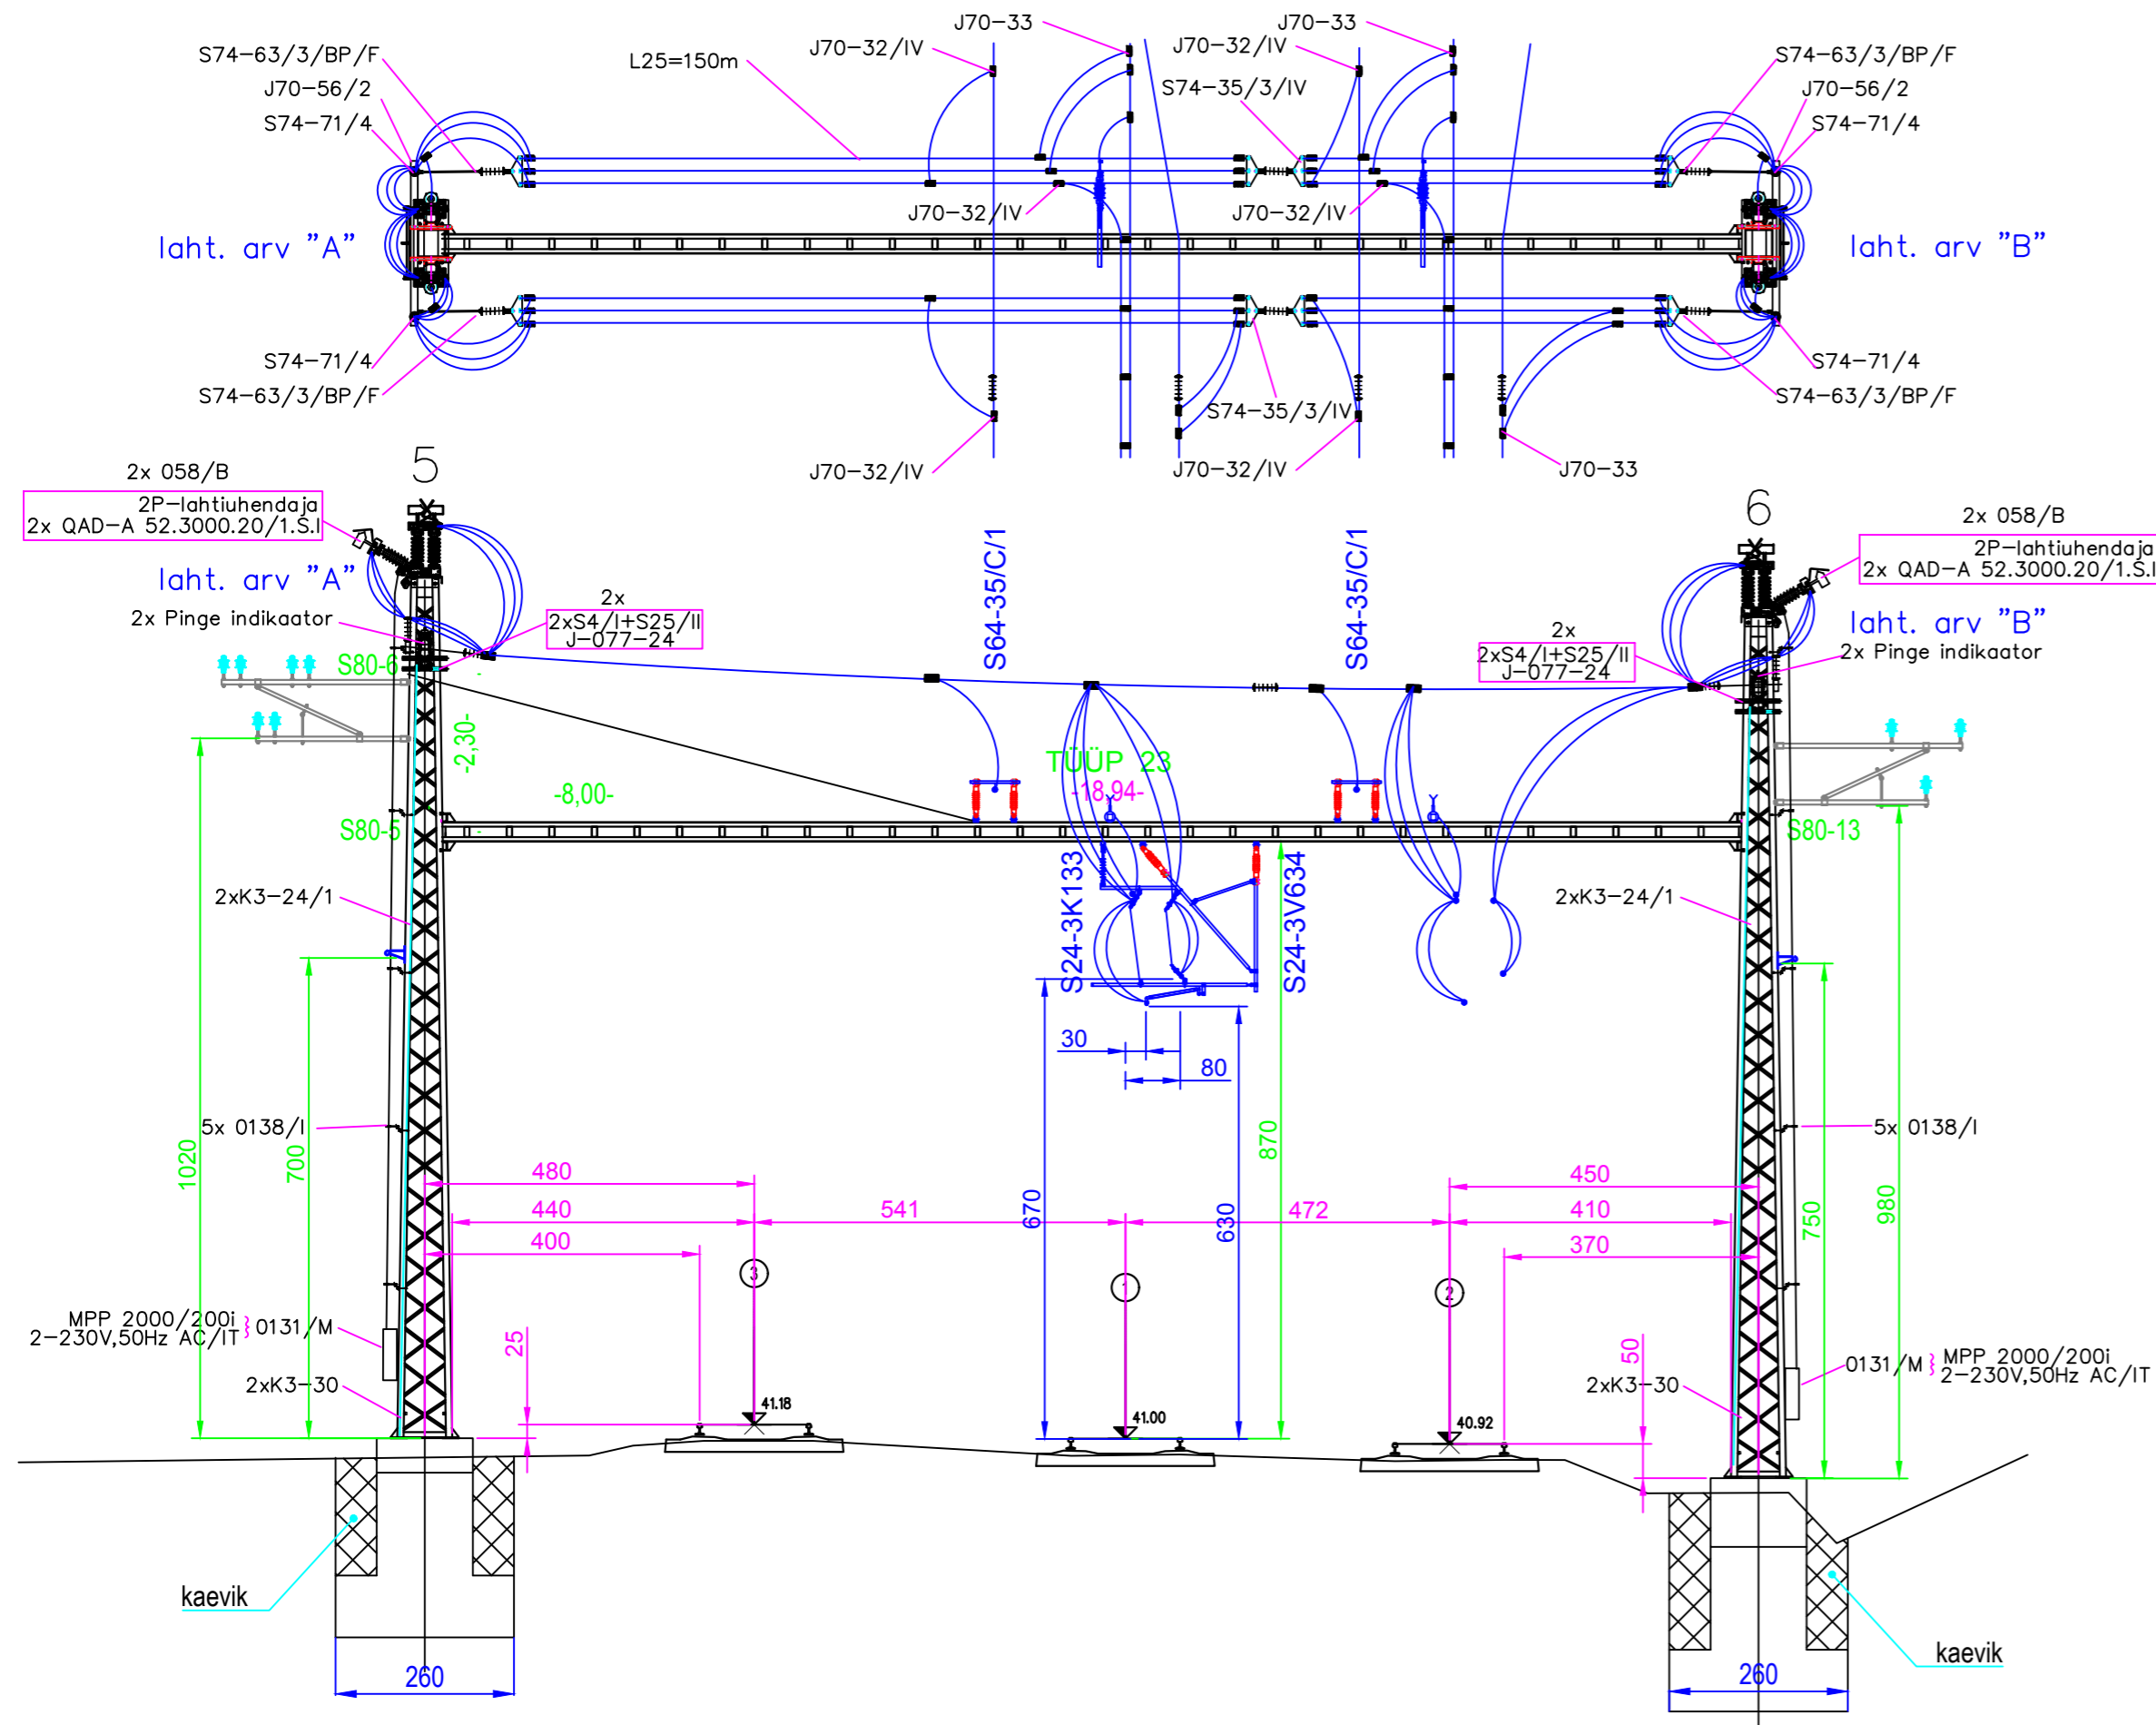 J70-33
J70-33
S74-63/3/BP/F
J70-32/IV
J70-32/IV
S74-63/3/BP/F
L25=150m
J70-56/2
S74-35/3/IV
J70-56/2
S74-71/4
S74-71/4
J70-32/IV
J70-32/IV
laht. arv "A"
laht. arv "B"
S74-71/4
S74-71/4
S74-63/3/BP/F
S74-35/3/IV
S74-63/3/BP/F
J70-32/IV
J70-32/IV
J70-33
2x 058/B
5
2P-lahtiuhendaja
2x QAD-A 52.3000.20/1.S.I
6
2x 058/B
2P-lahtiuhendaja
2x QAD-A 52.3000.20/1.S.I
laht. arv "A"
2x Pinge indikaator
2x
2xS4/I+S25/II
J-077-24
S64-35/C/1
S64-35/C/1
2x
2xS4/I+S25/II
J-077-24
laht. arv "B"
2x Pinge indikaator
S80-6
-2,30-
TÜÜP 23
-18,94-
-8,00-
S80-5
S80-13
S24-3K133
S24-3V634
2xK3-24/1
2xK3-24/1
30
80
5x 0138/I
5x 0138/I
1020
700
670
630
870
750
980
480
450
440
541
472
410
400
370
3
1
2
MPP 2000/200i
2-230V,50Hz AC/IT
0131/M
25
50
0131/M
MPP 2000/200i
2-230V,50Hz AC/IT
2xK3-30
2xK3-30
41.18
41.00
40.92
kaevik
kaevik
260
260